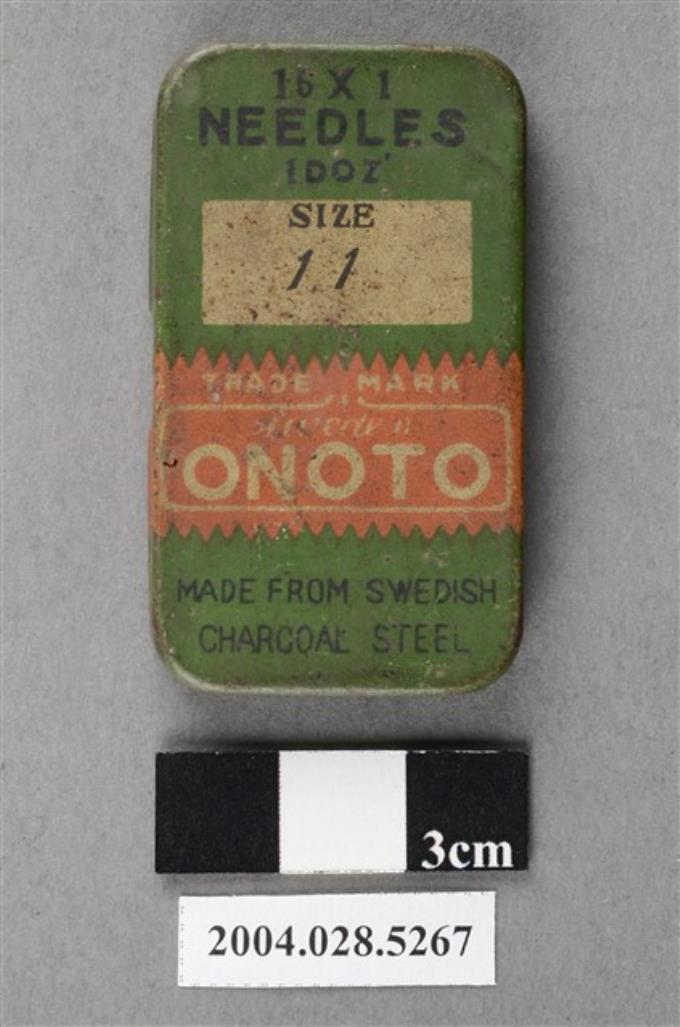 16 X 1
NEEDLES
1 DOZ'
SIZE
11
TRADE MARK
ONOTO
MADE FROM SWEDISH
CHARCOAL STEEL
3cm
2004.028.5267